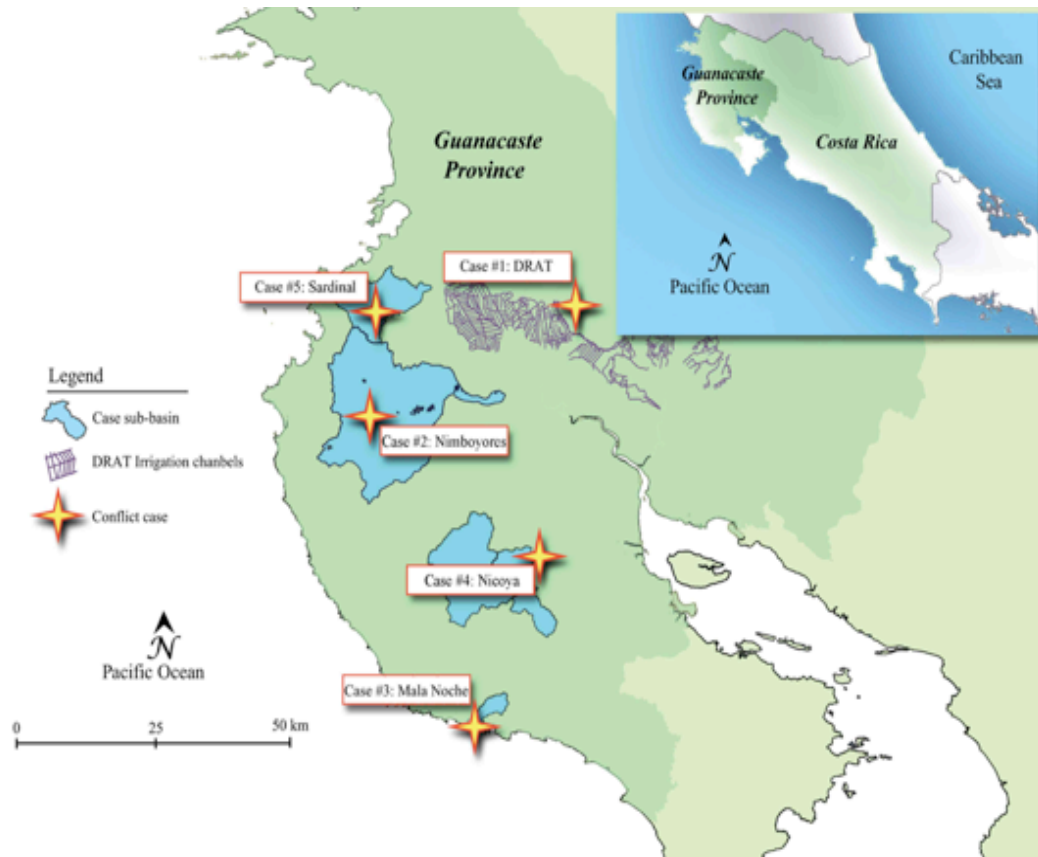 Guanacaste
Province
Caribbean
Sea
Guanacaste
Province
Costa Rica
N
Pacific Ocean
Case #1: DRAT
Case #5: Sardinal
Legend
Case sub-basin
DRAT Irrigation chanbels
Conflict case
Case #2: Nimboyores
Case #4: Nicoya
N
Pacific Ocean
Case #3: Mala Noche
0 25 50 km